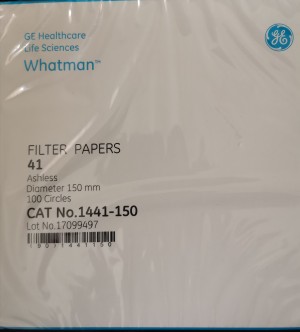 GE Healthcare
Life Sciences
Whatman™
GE
FILTER PAPERS
41
Ashless
Diameter 150 mm
100 Circles
CAT No.1441-150
Lot No.17099497